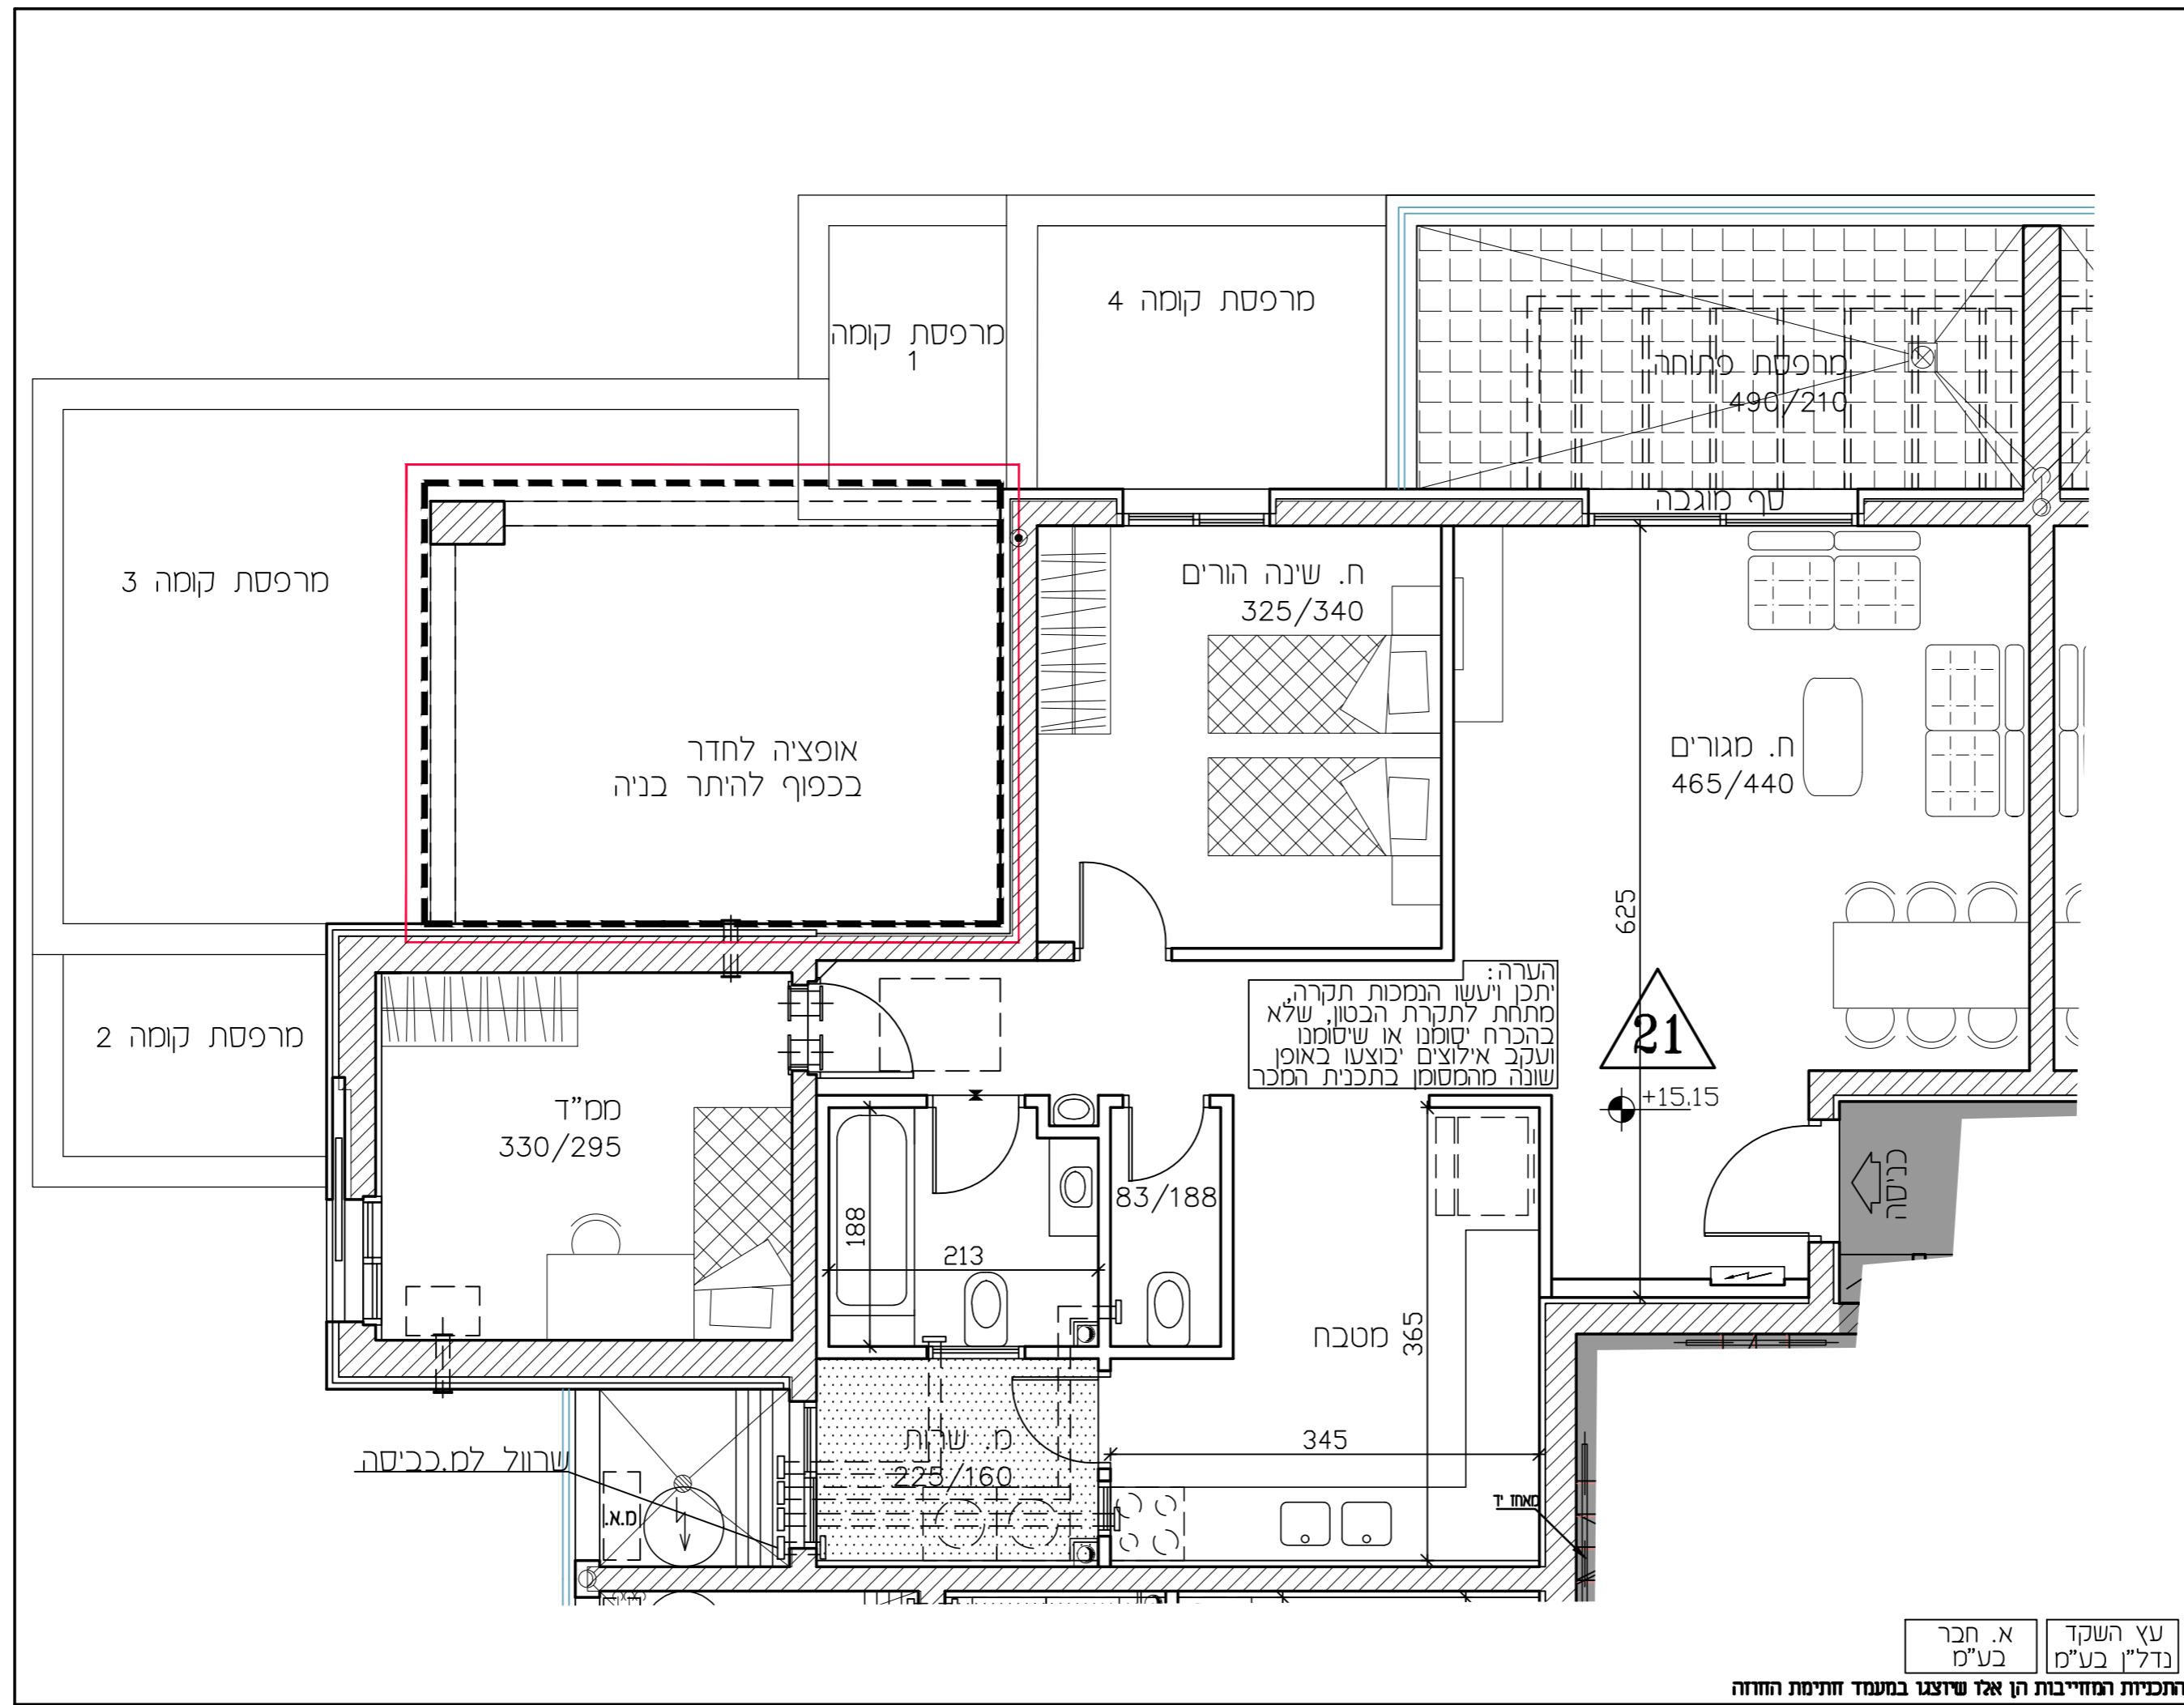 מרפסת קומה 4
מרפסת קומה
1
מרפסת פתוחה
490/210
סף מוגבה
מרפסת קומה 3
ח. שינה הורים
325/340
אופציה לחדר
בכפוף להיתר בניה
ח. מגורים
465/440
625
הערה:
יתכן ויעשו הנמכות תקרה,
מתחת לתקרת הבטון, שלא
בהכרח יסומנו או שיסומנו
ועקב אילוצים יבוצעו באופן
שונה מהמסומן בתכנית המכר
21
+15.15
מרפסת קומה 2
ממ"ד
330/295
כניסה
83/188
188
213
מטבח
365
345
מ. שרות
225/160
שרוול למ.כביסה
מ.א.
מאחז יד
עץ השקד
נדל"ן בע"מ
א. חבר
בע"מ
התכניות המחייבות הן אלו שיוצגו במעמד חתימת החוזה